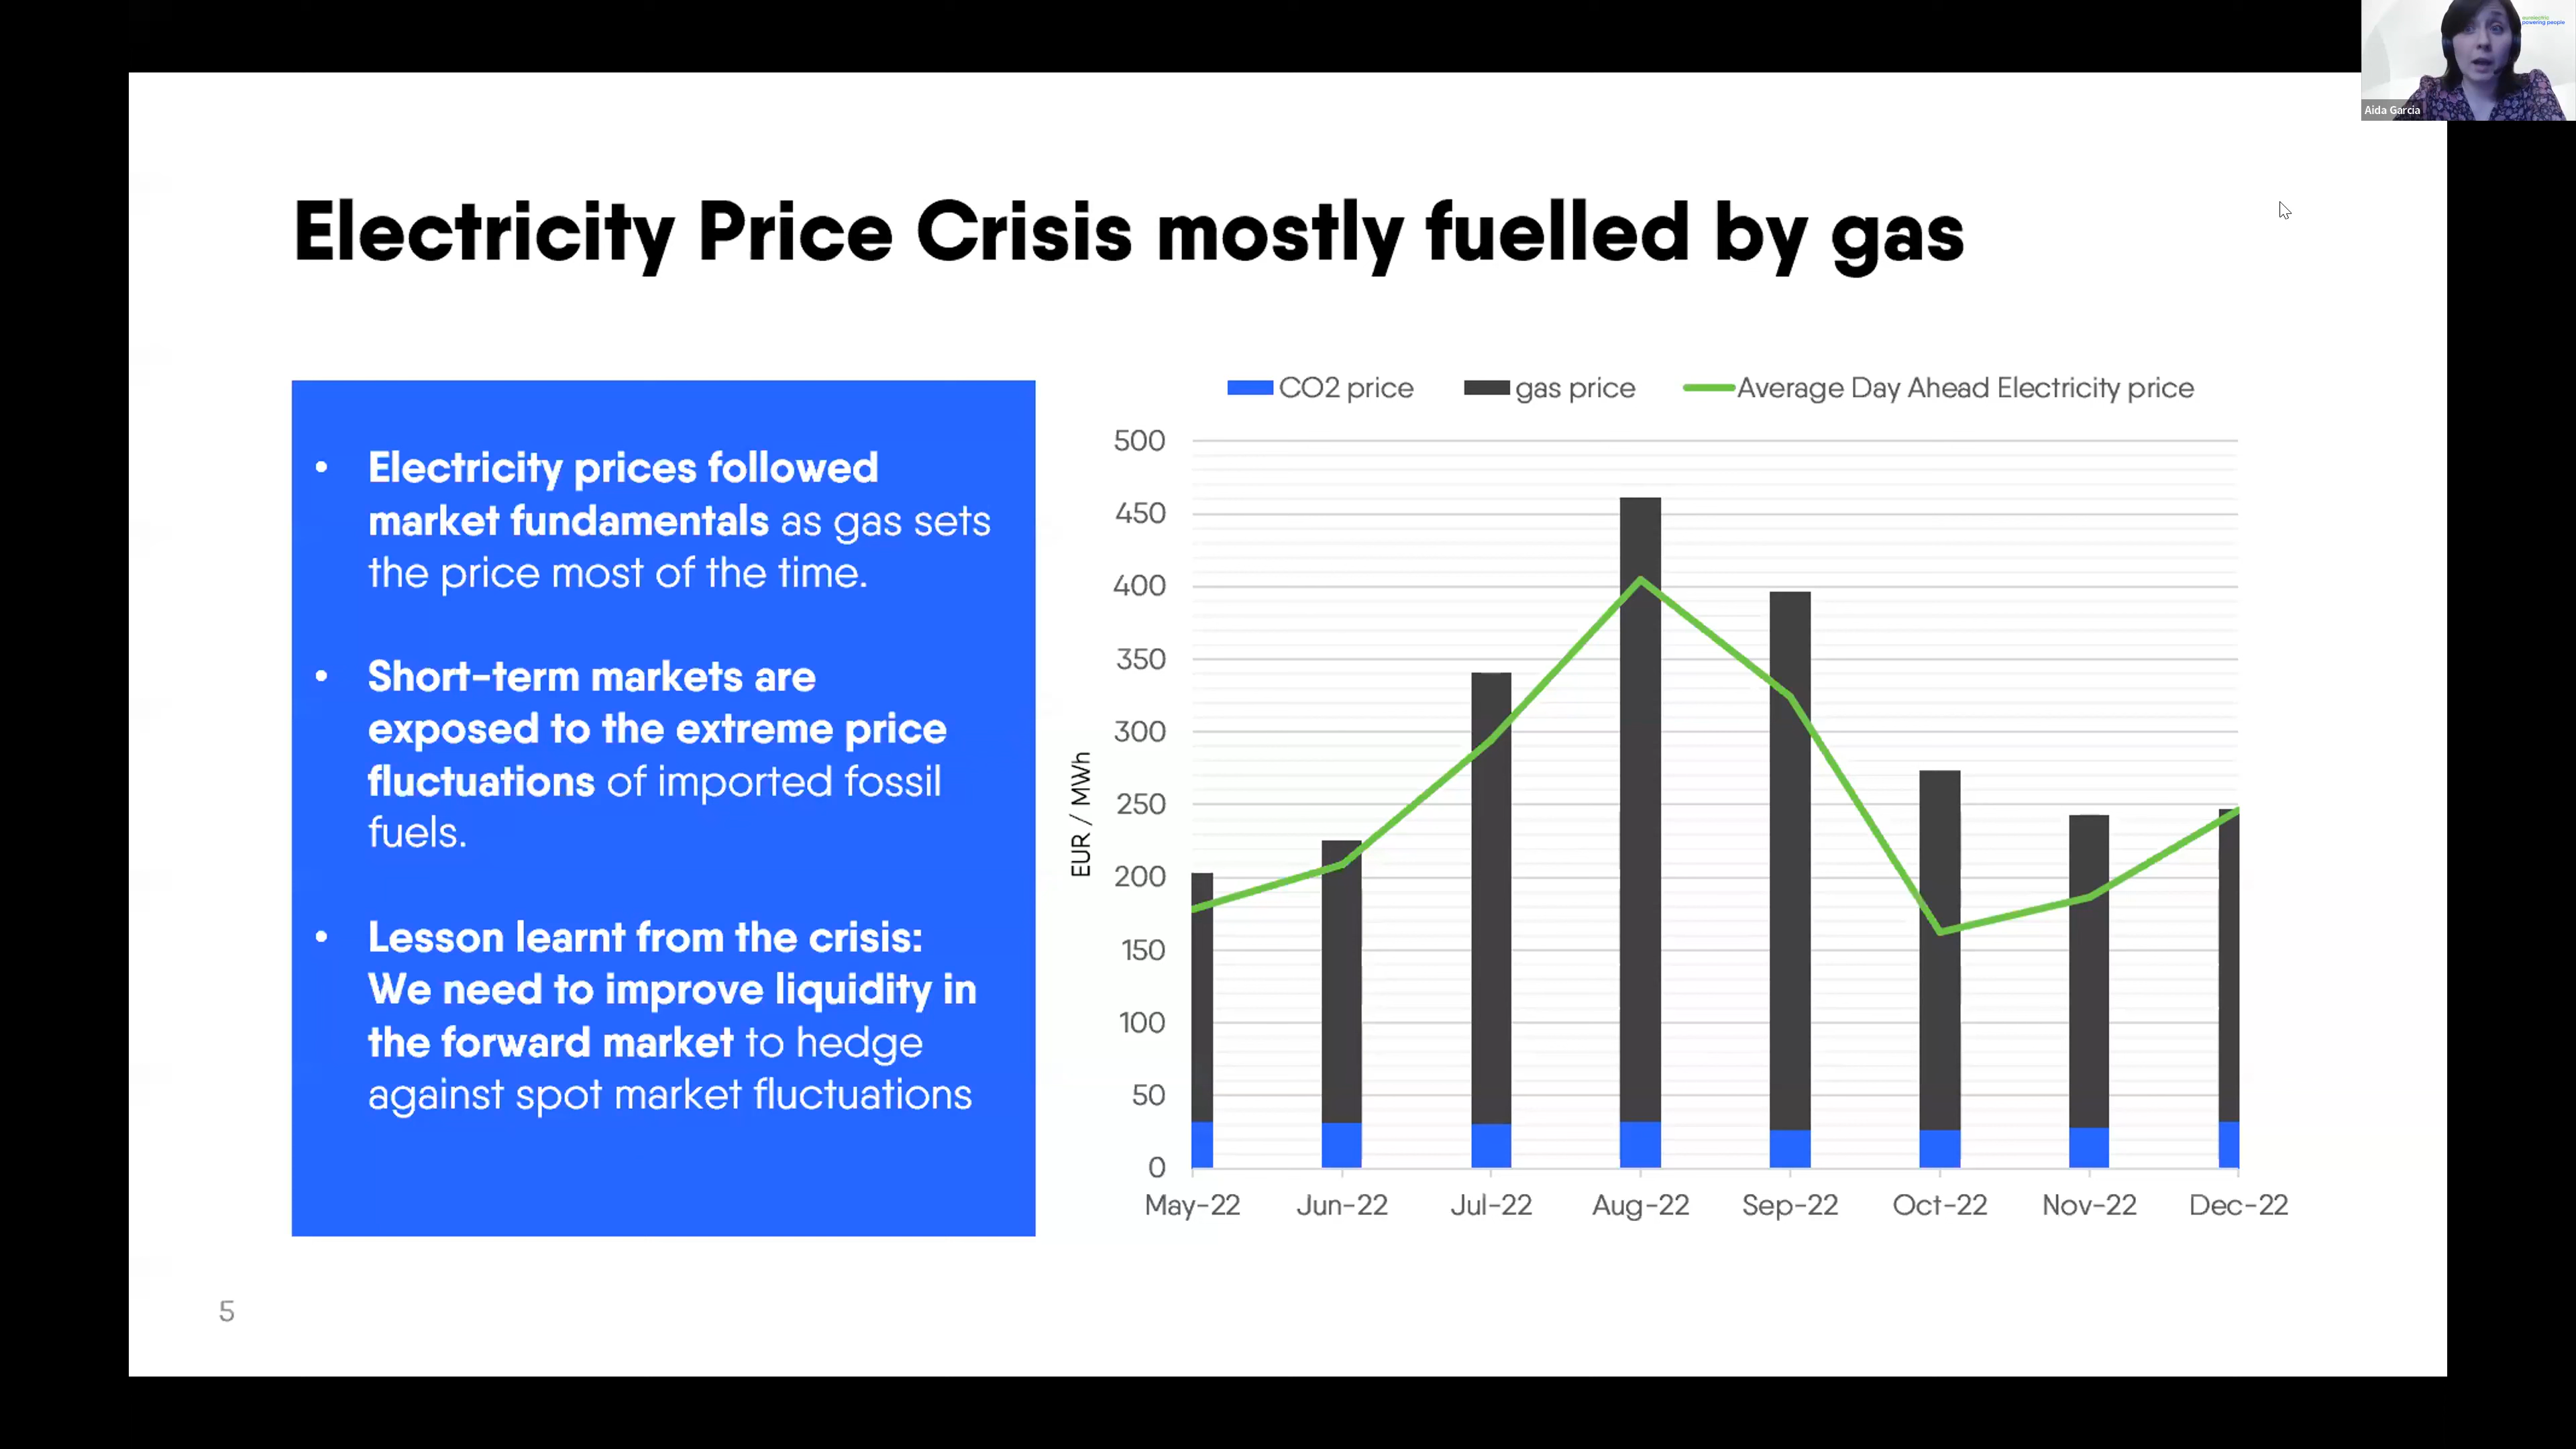 eurelectric
powering people
Aida García
Electricity Price Crisis mostly fuelled by gas
• Electricity prices followed
market fundamentals as gas sets
the price most of the time.
• Short-term markets are
exposed to the extreme price
fluctuations of imported fossil
fuels.
• Lesson learnt from the crisis:
We need to improve liquidity in
the forward market to hedge
against spot market fluctuations
CO2 price gas price Average Day Ahead Electricity price
EUR / MWh
500
450
400
350
300
250
200
150
100
50
0
May-22 Jun-22 Jul-22 Aug-22 Sep-22 Oct-22 Nov-22 Dec-22
5